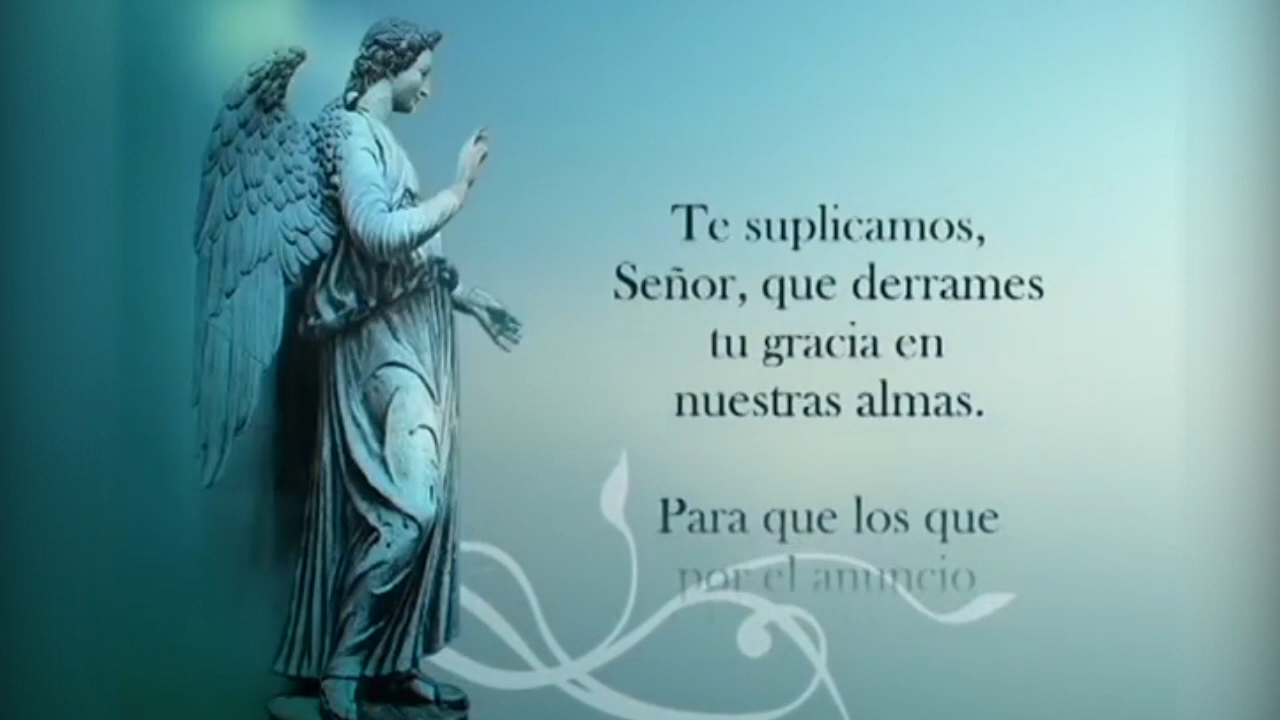 Te suplicamos,
Señor, que derrames
tu gracia en
nuestras almas.
Para que los que
por el anuncio